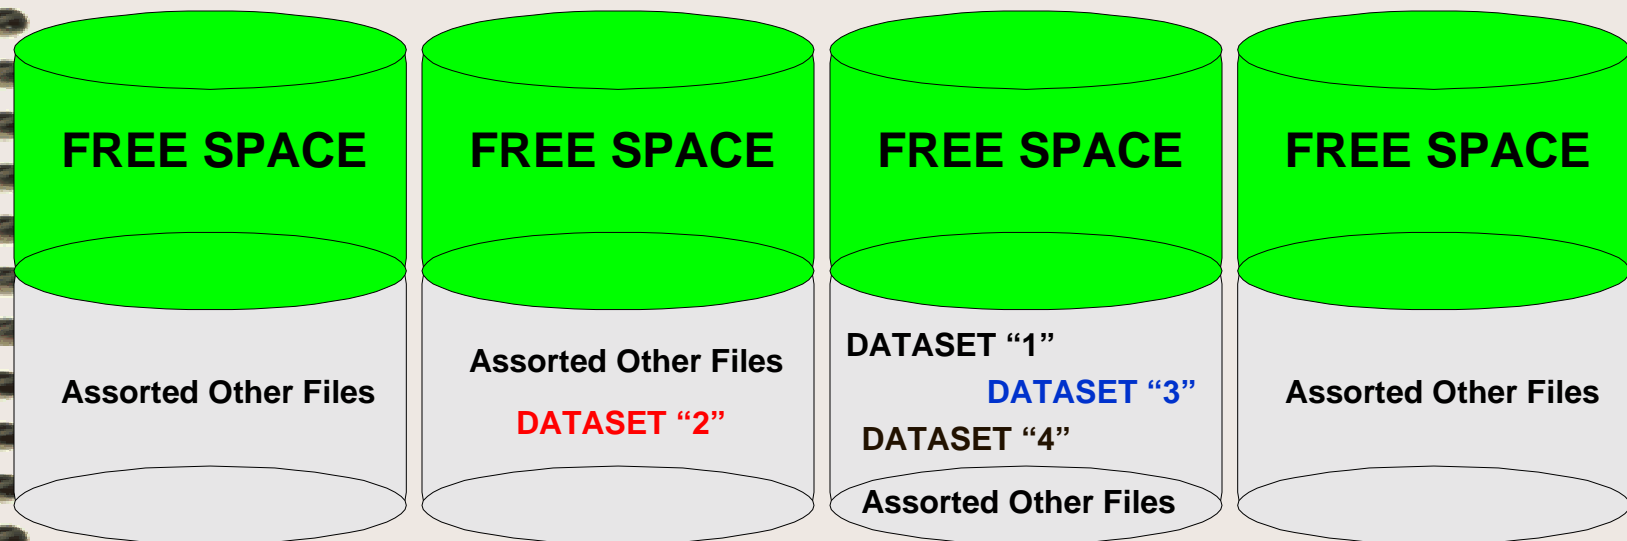 FREE SPACE
FREE SPACE
FREE SPACE
FREE SPACE
Assorted Other Files
Assorted Other Files
DATASET “2”
DATASET “1”
DATASET “3”
DATASET “4”
Assorted Other Files
Assorted Other Files